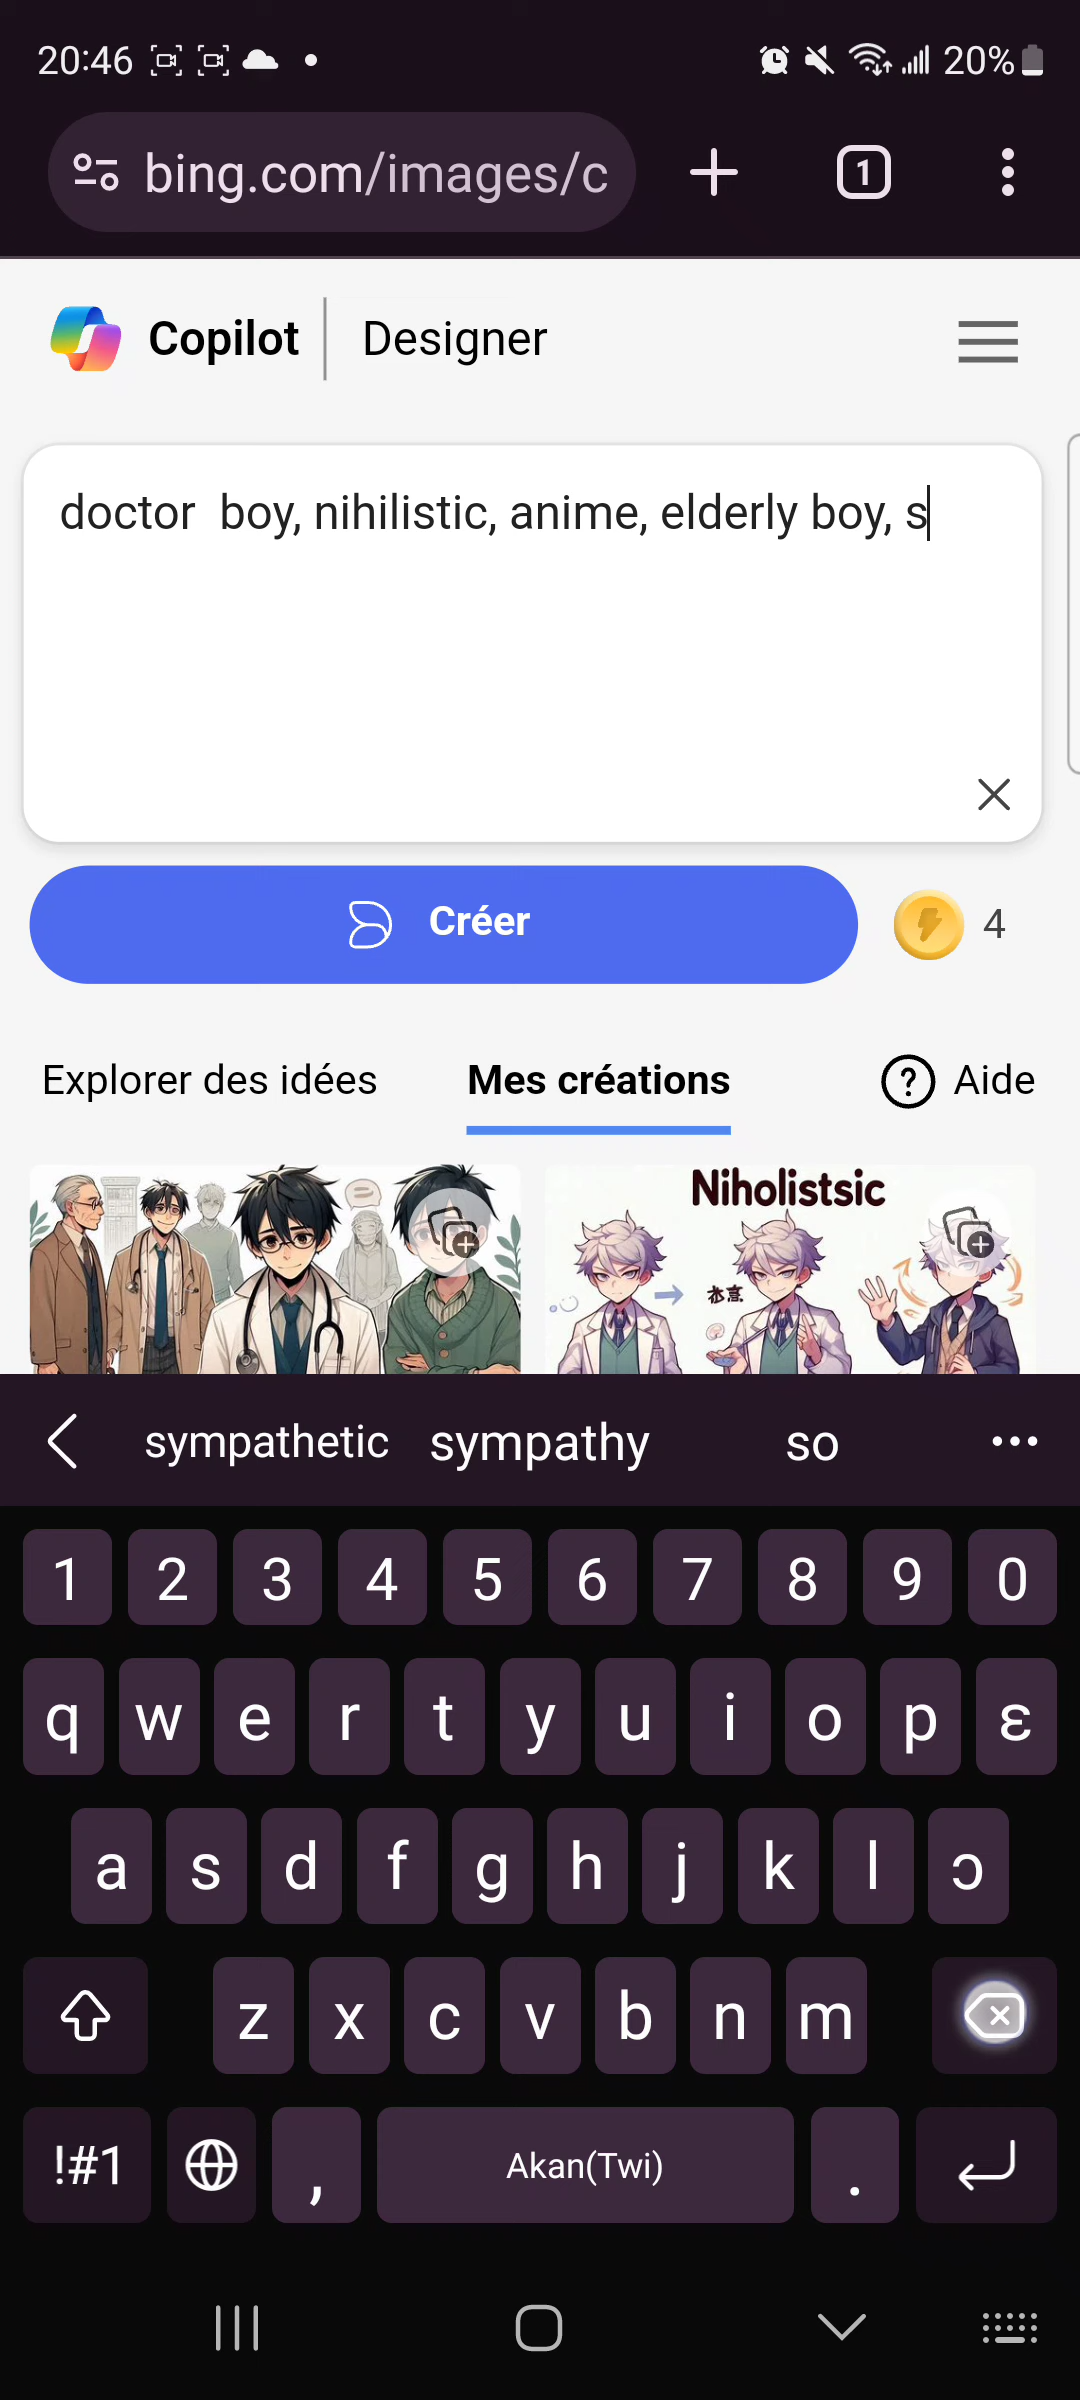 20:46 20%
bing.com/images/c 1
Copilot Designer
doctor  boy, nihilistic, anime, elderly boy, s
Créer 4
Explorer des idées Mes créations ? Aide
Niholistsic
sympathetic sympathy so
1 2 3 4 5 6 7 8 9 0
q w e r t y u i o p ɛ
a s d f g h j k l ɔ
z x c v b n m
!#1 , Akan(Twi) .